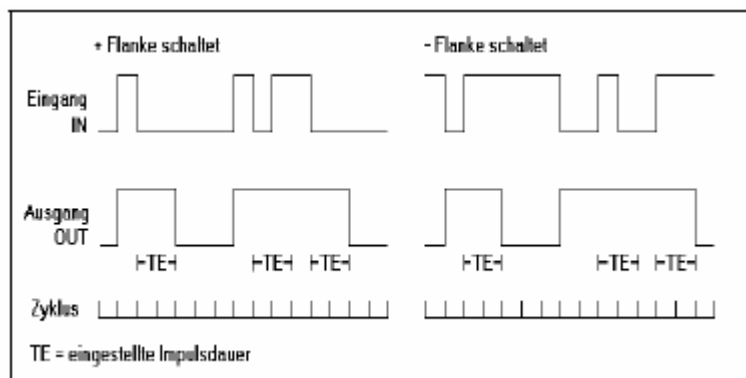 + Flanke schaltet
- Flanke schaltet
Eingang
IN
Ausgang
OUT
TE
TE
TE
TE
TE
TE
Zyklus
TE = eingestellte Impulsdauer